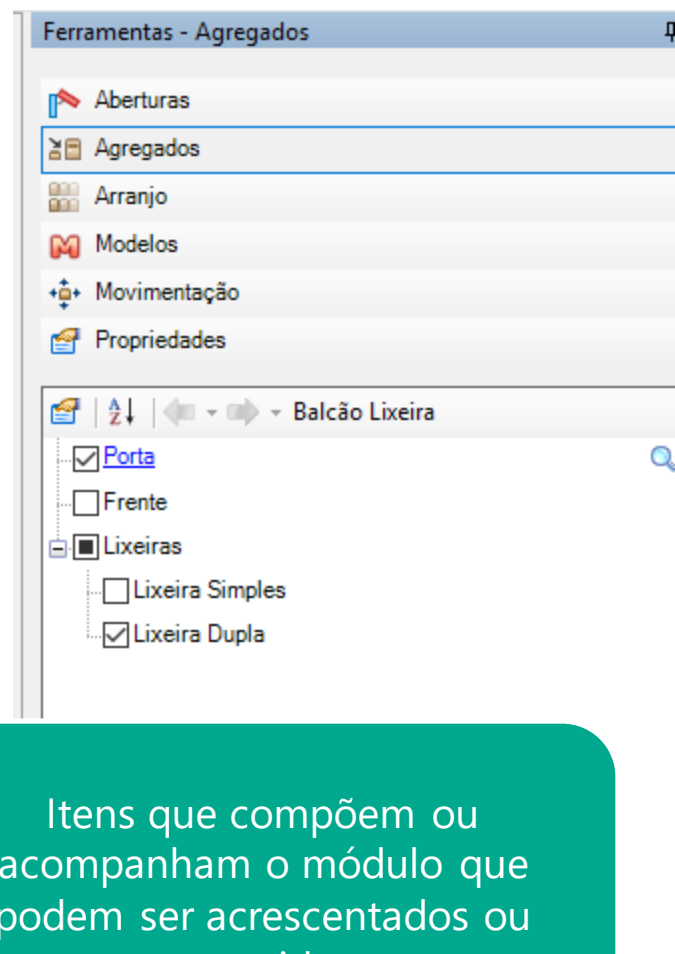 Ferramentas - Agregados
Aberturas
Agregados
Arranjo
Modelos
Movimentação
Propriedades
Balcão Lixeira
Porta
Frente
Lixeiras
Lixeira Simples
Lixeira Dupla
Itens que compõem ou
acompanham o módulo que
podem ser acrescentados ou